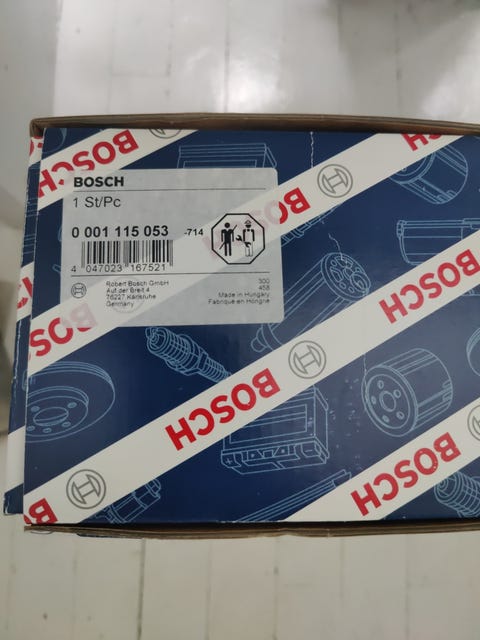 BOSCH
BOSCH
BOSCH
1 St/Pc
0 001 115 053 -714
4 047023 167521
Robert Bosch GmbH
Auf der Breit 4
76227 Karlsruhe
Germany
300
458
Made in Hungary
Fabriqué en Hongrie
BOSCH
BOSCH
BOSCH
BOSCH